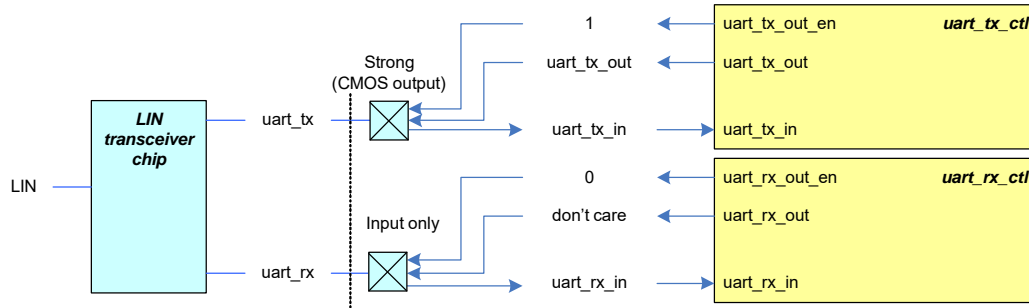 1
uart_tx_out_en
uart_tx_ctl
Strong
(CMOS output)
uart_tx_out
uart_tx_out
LIN
transceiver
chip
uart_tx
uart_tx_in
uart_tx_in
LIN
0
uart_rx_out_en
uart_rx_ctl
Input only
don't care
uart_rx_out
uart_rx
uart_rx_in
uart_rx_in